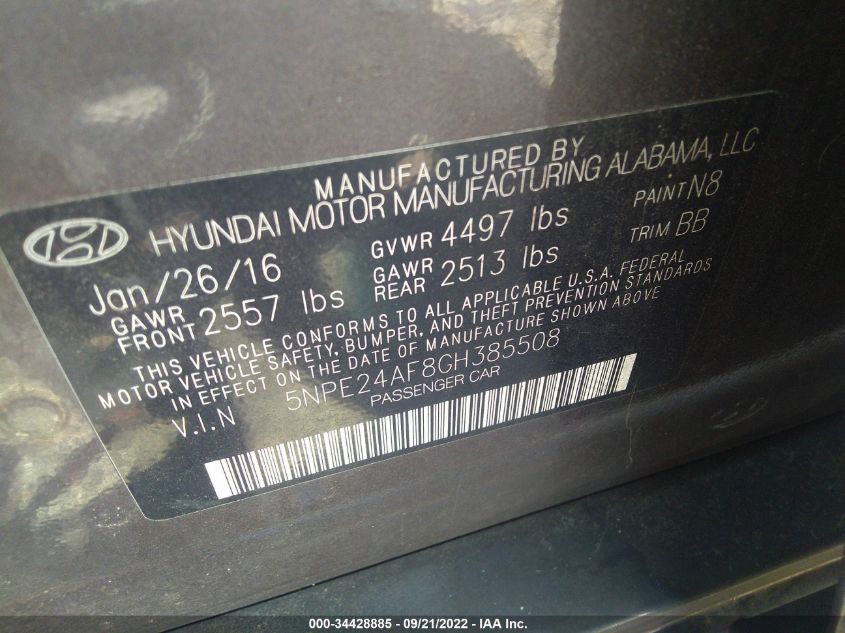 MANUFACTURED BY
HYUNDAI MOTOR MANUFACTURING ALABAMA, LLC
Jan/26/16 GVWR 4497 lbs PAINT N8
GAWR FRONT 2557 lbs GAWR REAR 2513 lbs TRIM BB
THIS VEHICLE CONFORMS TO ALL APPLICABLE U.S.A. FEDERAL
MOTOR VEHICLE SAFETY, BUMPER, AND THEFT PREVENTION STANDARDS
IN EFFECT ON THE DATE OF MANUFACTURE SHOWN ABOVE
V.I.N 5NPE24AF8GH385508
PASSENGER CAR
000-34428885 - 09/21/2022 - IAA Inc.